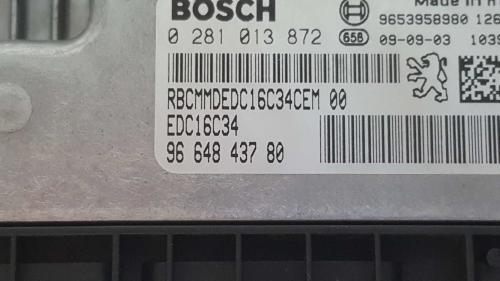 BOSCH
Made in
9653958980 126
0 281 013 872 658 09-09-03 1039
RBCMMDEDC16C34CEM 00
EDC16C34
96 648 437 80